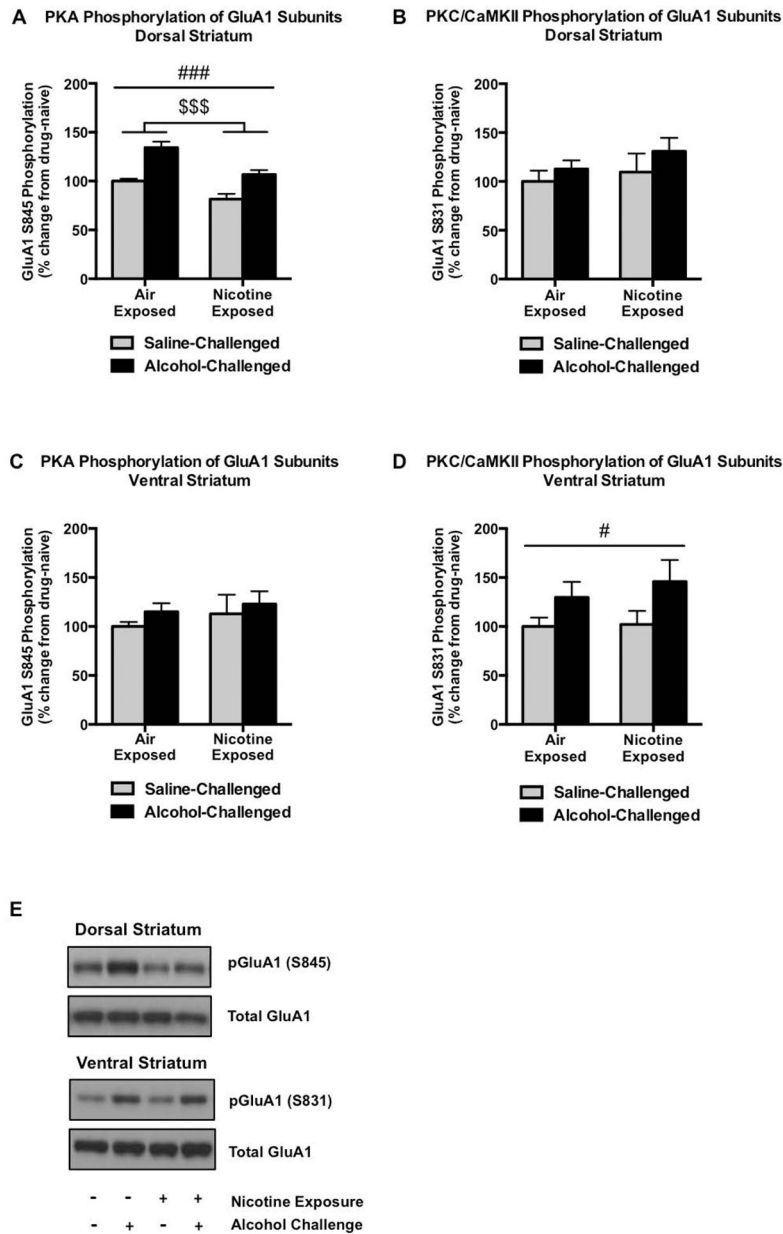 A PKA Phosphorylation of GluA1 Subunits
Dorsal Striatum
###
$$$
GluA1 S845 Phosphorylation
(% change from drug-naive)
200
150
100
50
0
Air
Exposed
Nicotine
Exposed
Saline-Challenged
Alcohol-Challenged
B PKC/CaMKII Phosphorylation of GluA1 Subunits
Dorsal Striatum
GluA1 S831 Phosphorylation
(% change from drug-naive)
200
150
100
50
0
Air
Exposed
Nicotine
Exposed
Saline-Challenged
Alcohol-Challenged
C PKA Phosphorylation of GluA1 Subunits
Ventral Striatum
GluA1 S845 Phosphorylation
(% change from drug-naive)
200
150
100
50
0
Air
Exposed
Nicotine
Exposed
Saline-Challenged
Alcohol-Challenged
D PKC/CaMKII Phosphorylation of GluA1 Subunits
Ventral Striatum
#
GluA1 S831 Phosphorylation
(% change from drug-naive)
200
150
100
50
0
Air
Exposed
Nicotine
Exposed
Saline-Challenged
Alcohol-Challenged
E
Dorsal Striatum
pGluA1 (S845)
Total GluA1
Ventral Striatum
pGluA1 (S831)
Total GluA1
- - + + Nicotine Exposure
- + - + Alcohol Challenge